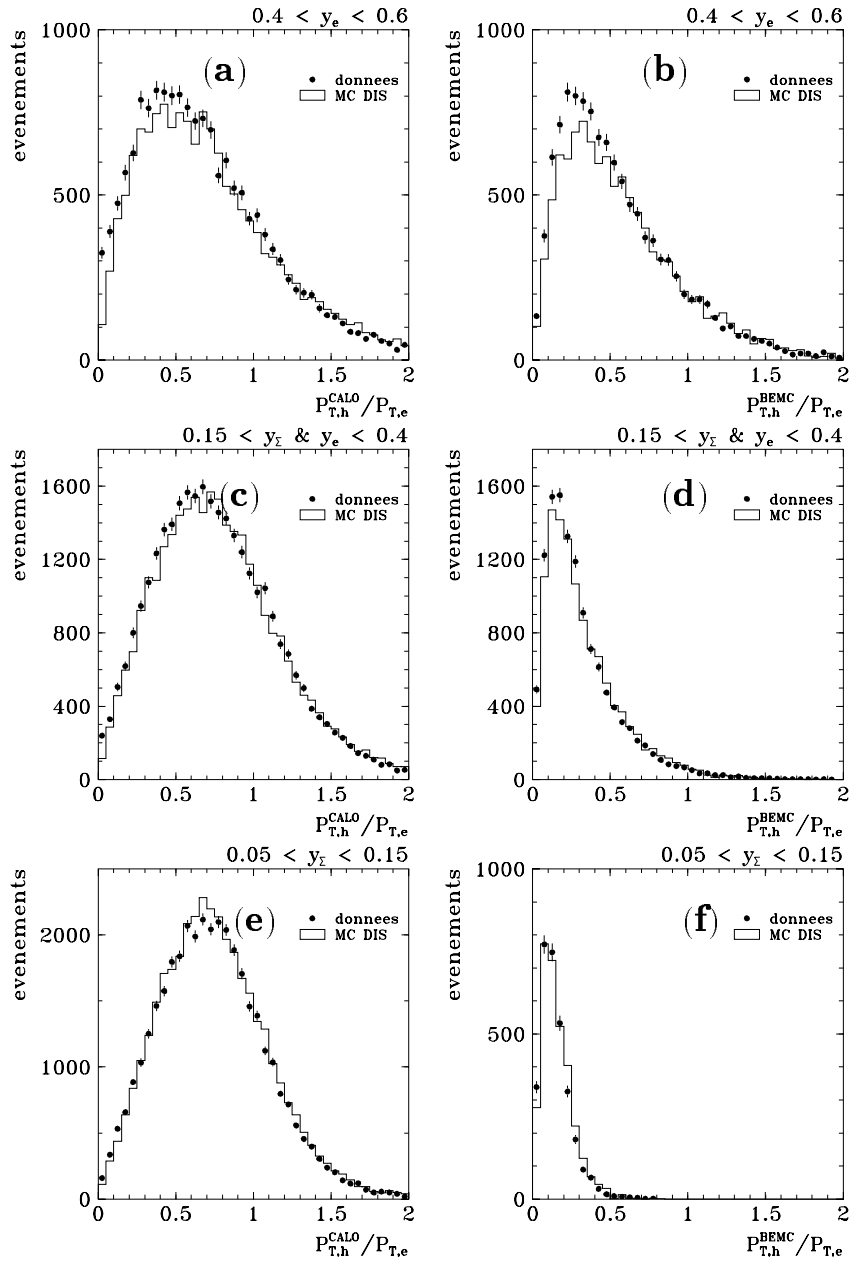 0.4 < y_e < 0.6
1000
500
0
evenements
(a)
donnees
MC DIS
0 0.5 1 1.5 2
P_{T,h}^{CALO}/P_{T,e}
0.4 < y_e < 0.6
1000
500
0
evenements
(b)
donnees
MC DIS
0 0.5 1 1.5 2
P_{T,h}^{BEMC}/P_{T,e}
0.15 < y_Σ & y_e < 0.4
1600
1200
800
400
0
evenements
(c)
donnees
MC DIS
0 0.5 1 1.5 2
P_{T,h}^{CALO}/P_{T,e}
0.15 < y_Σ & y_e < 0.4
1600
1200
800
400
0
evenements
(d)
donnees
MC DIS
0 0.5 1 1.5 2
P_{T,h}^{BEMC}/P_{T,e}
0.05 < y_Σ < 0.15
2000
1000
0
evenements
(e)
donnees
MC DIS
0 0.5 1 1.5 2
P_{T,h}^{CALO}/P_{T,e}
0.05 < y_Σ < 0.15
1000
500
0
evenements
(f)
donnees
MC DIS
0 0.5 1 1.5 2
P_{T,h}^{BEMC}/P_{T,e}